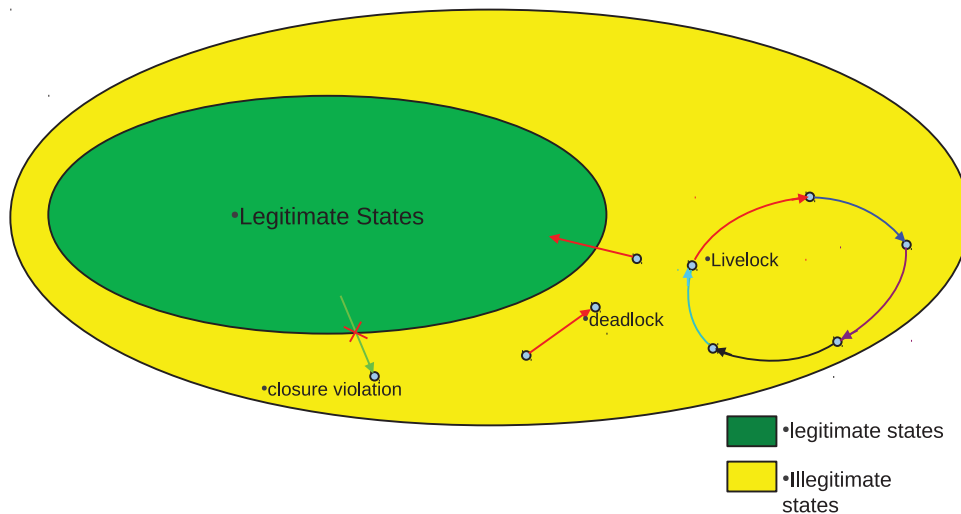 •Legitimate States
•Livelock
•deadlock
•closure violation
•legitimate states
•Illegitimate
states